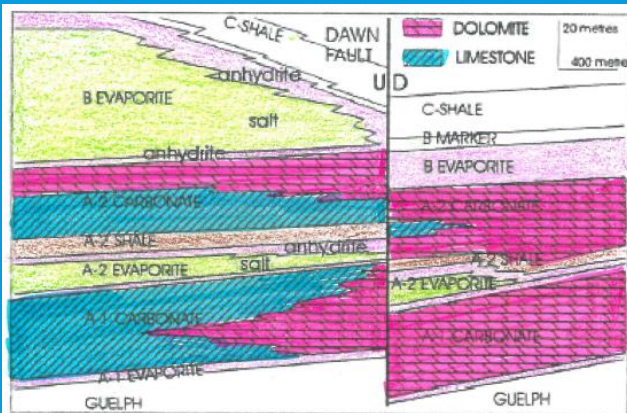 C-SHALE
DAWN
FAULT
U D
DOLOMITE
LIMESTONE
20 metres
400 metre
anhydrite
B EVAPORITE
salt
anhydrite
A-2 CARBONATE
A-2 SHALE
anhydrite
A-2 EVAPORITE
salt
A-1 CARBONATE
A-1 EVAPORITE
GUELPH
C-SHALE
B MARKER
B EVAPORITE
A-2 CARBONATE
A-2 SHALE
A-2 EVAPORITE
A-1 CARBONATE
GUELPH